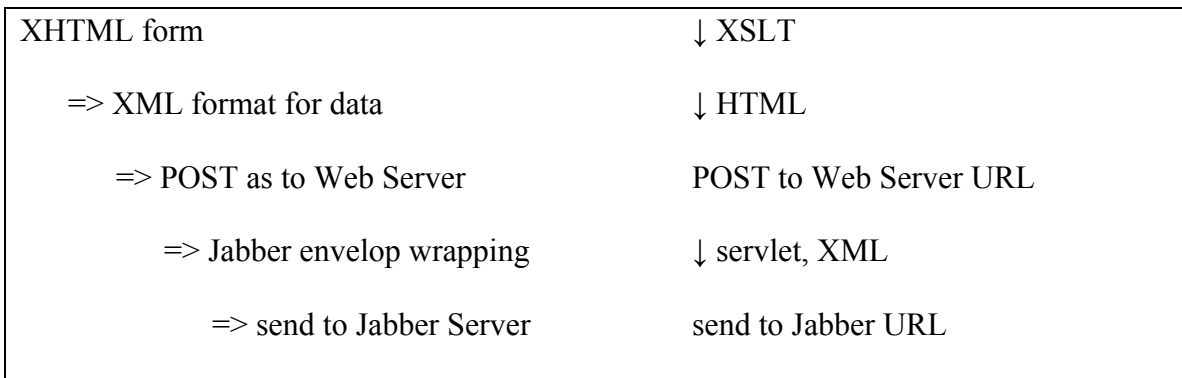 XHTML form ↓ XSLT
=> XML format for data ↓ HTML
=> POST as to Web Server POST to Web Server URL
=> Jabber envelop wrapping ↓ servlet, XML
=> send to Jabber Server send to Jabber URL